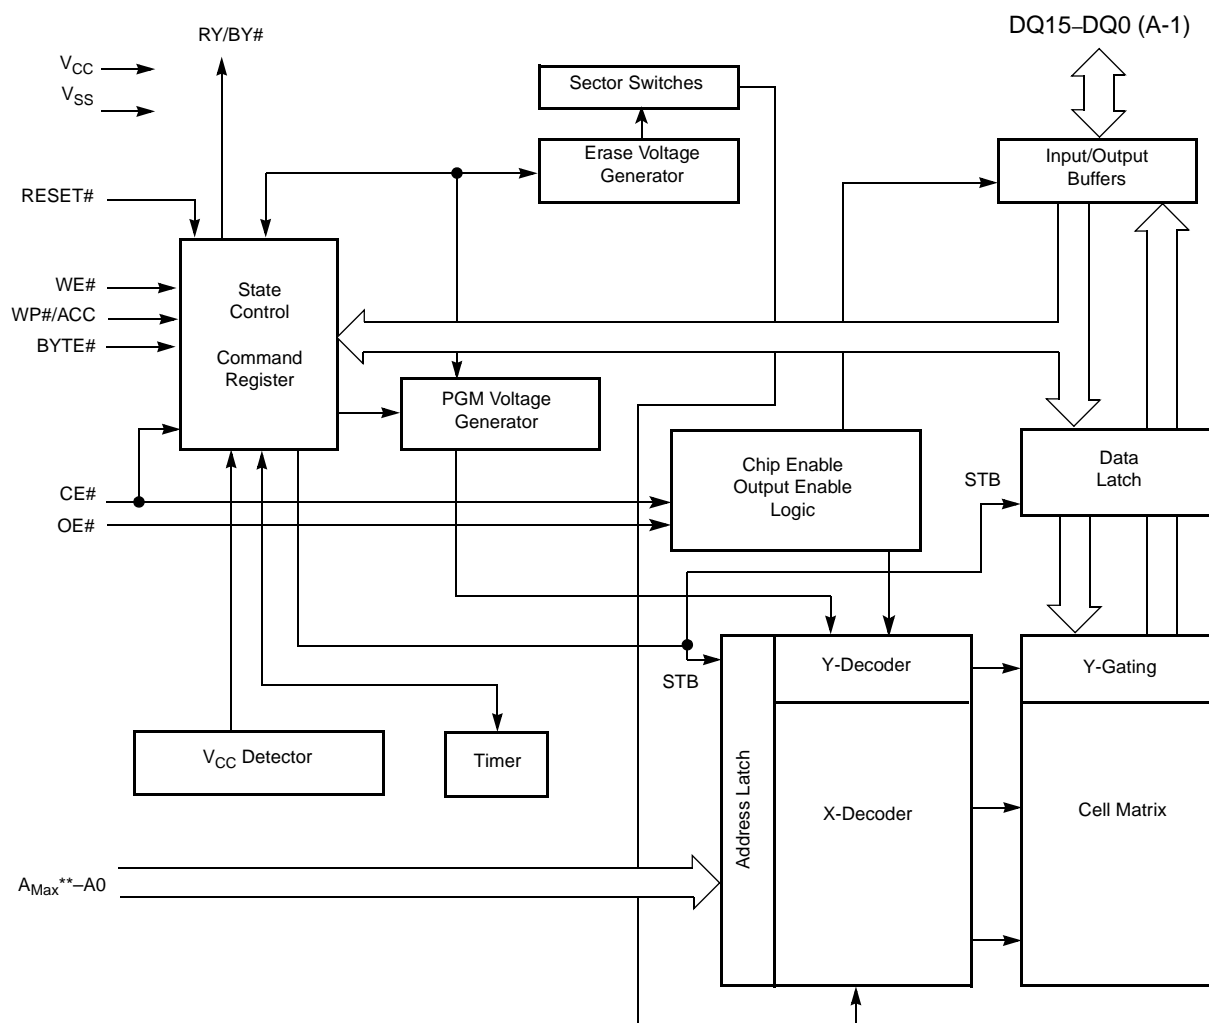 DQ15–DQ0 (A-1)
RY/BY#
VCC
VSS
Sector Switches
Erase Voltage
Generator
Input/Output
Buffers
RESET#
WE#
WP#/ACC
BYTE#
State
Control
Command
Register
PGM Voltage
Generator
Chip Enable
Output Enable
Logic
STB
Data
Latch
CE#
OE#
STB
Y-Decoder
Y-Gating
VCC Detector
Timer
Address Latch
X-Decoder
Cell Matrix
AMax**–A0